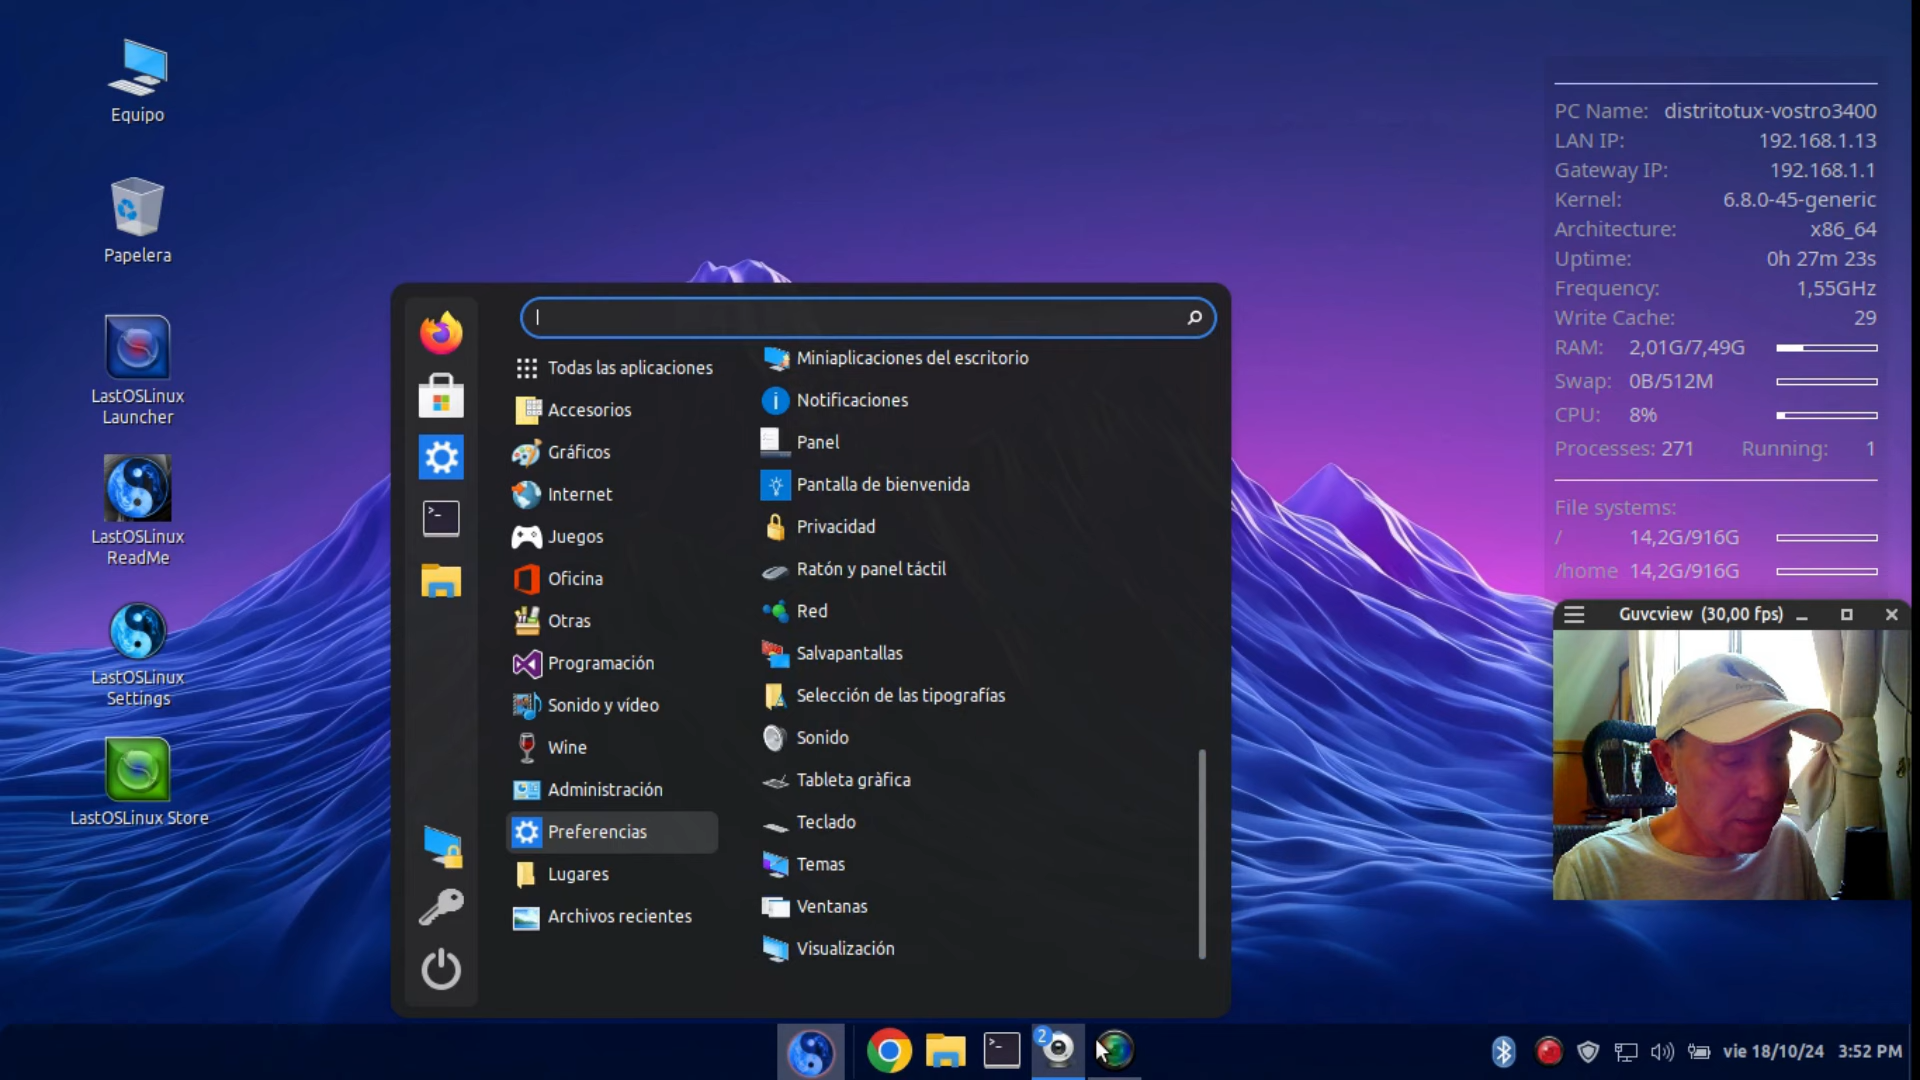 Equipo
Papelera
LastOSLinux
Launcher
LastOSLinux
ReadMe
LastOSLinux
Settings
LastOSLinux Store
Todas las aplicaciones
Accesorios
Gráficos
Internet
Juegos
Oficina
Otras
Programación
Sonido y vídeo
Wine
Administración
Preferencias
Lugares
Archivos recientes
Miniaplicaciones del escritorio
Notificaciones
Panel
Pantalla de bienvenida
Privacidad
Ratón y panel táctil
Red
Salvapantallas
Selección de las tipografías
Sonido
Tableta gràfica
Teclado
Temas
Ventanas
Visualización
PC Name: distritotux-vostro3400
LAN IP: 192.168.1.13
Gateway IP: 192.168.1.1
Kernel: 6.8.0-45-generic
Architecture: x86_64
Uptime: 0h 27m 23s
Frequency: 1,55GHz
Write Cache: 29
RAM: 2,01G/7,49G
Swap: 0B/512M
CPU: 8%
Processes: 271 Running: 1
File systems:
/ 14,2G/916G
/home 14,2G/916G
Guvcview (30,00 fps)
2
vie 18/10/24 3:52 PM